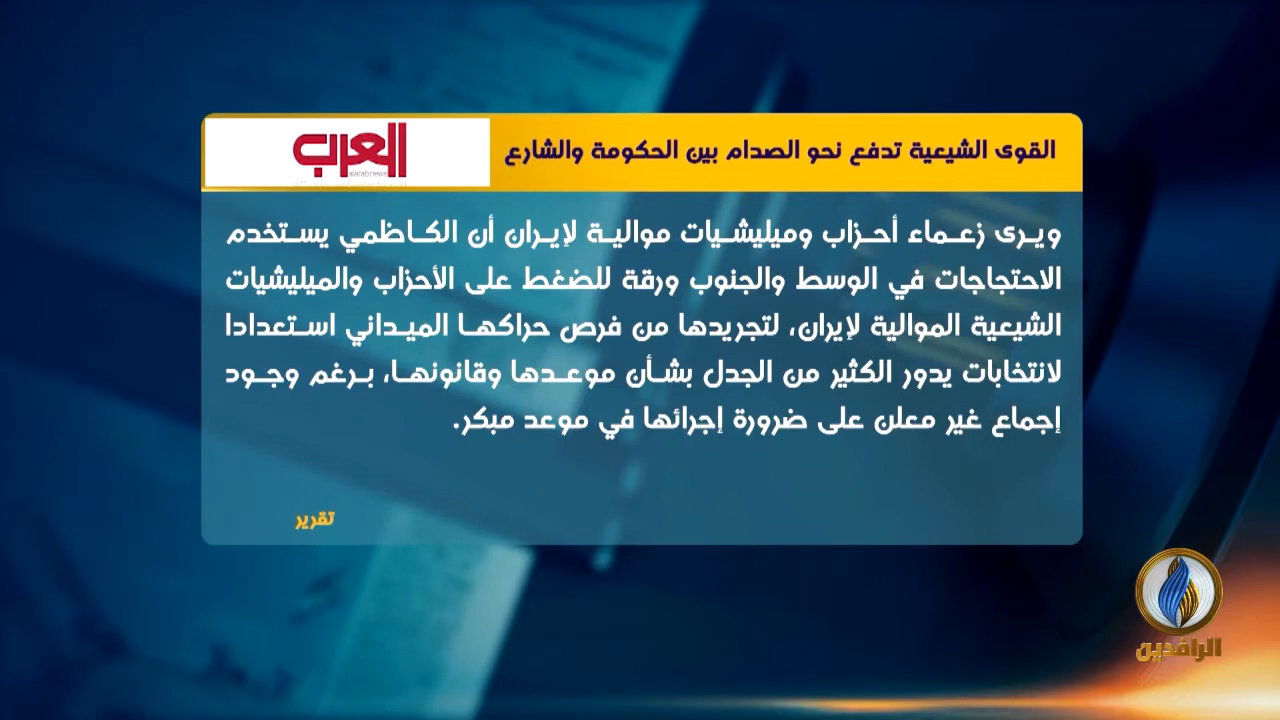 القوى الشيعية تدفع نحو الصدام بين الحكومة والشارع
العرب
alarabnews
ويرى زعماء أحزاب وميليشيات موالية لإيران أن الكاظمي يستخدم
الاحتجاجات في الوسط والجنوب ورقة للضغط على الأحزاب والميليشيات
الشيعية الموالية لإيران، لتجريدها من فرص حراكها الميداني استعدادا
لانتخابات يدور الكثير من الجدل بشأن موعدها وقانونها، برغم وجود
إجماع غير معلن على ضرورة إجرائها في موعد مبكر.
تقرير
الرافدين